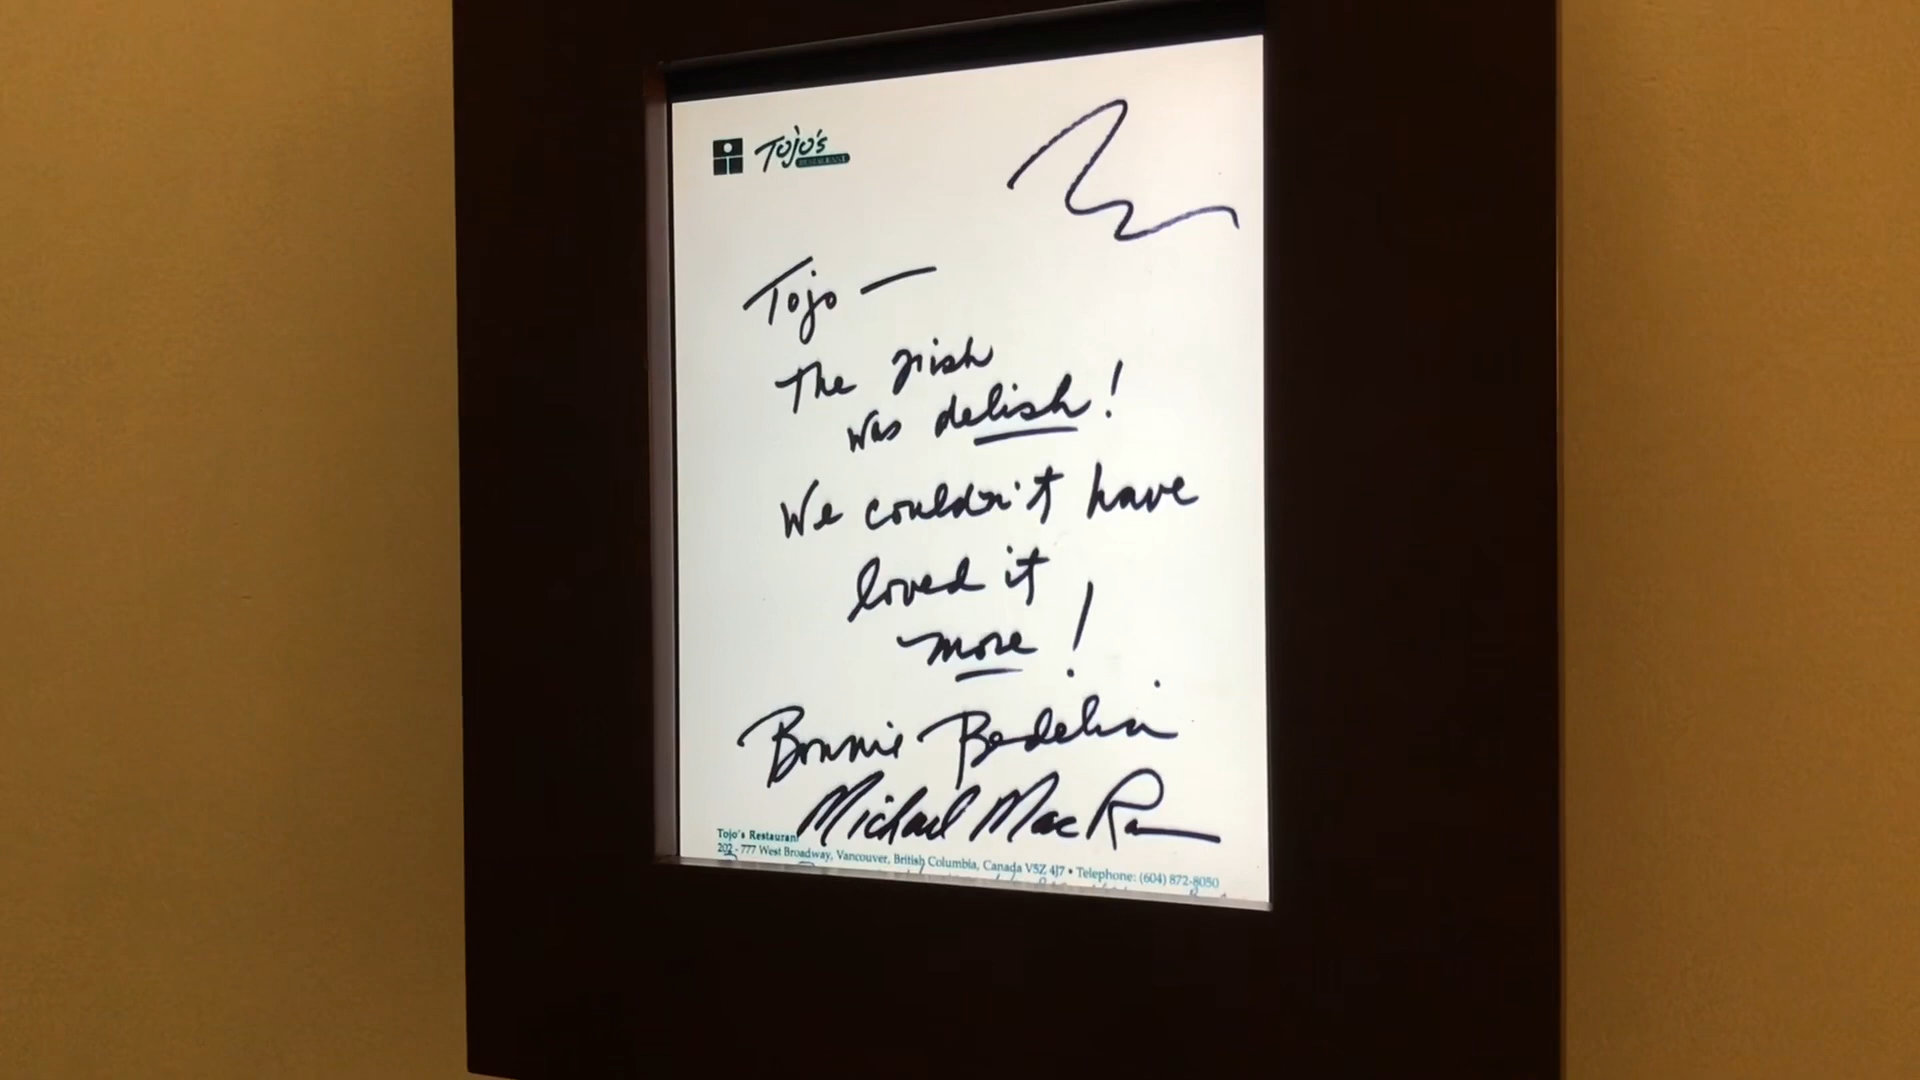 Tojo's
RESTAURANT
Tojo —
The fish
was delish!
We couldn't have
loved it
more!
Bonnie Bedelia
Michael MacRae
Tojo's Restaurant
202 - 777 West Broadway, Vancouver, British Columbia, Canada V5Z 4J7 • Telephone: (604) 872-8050